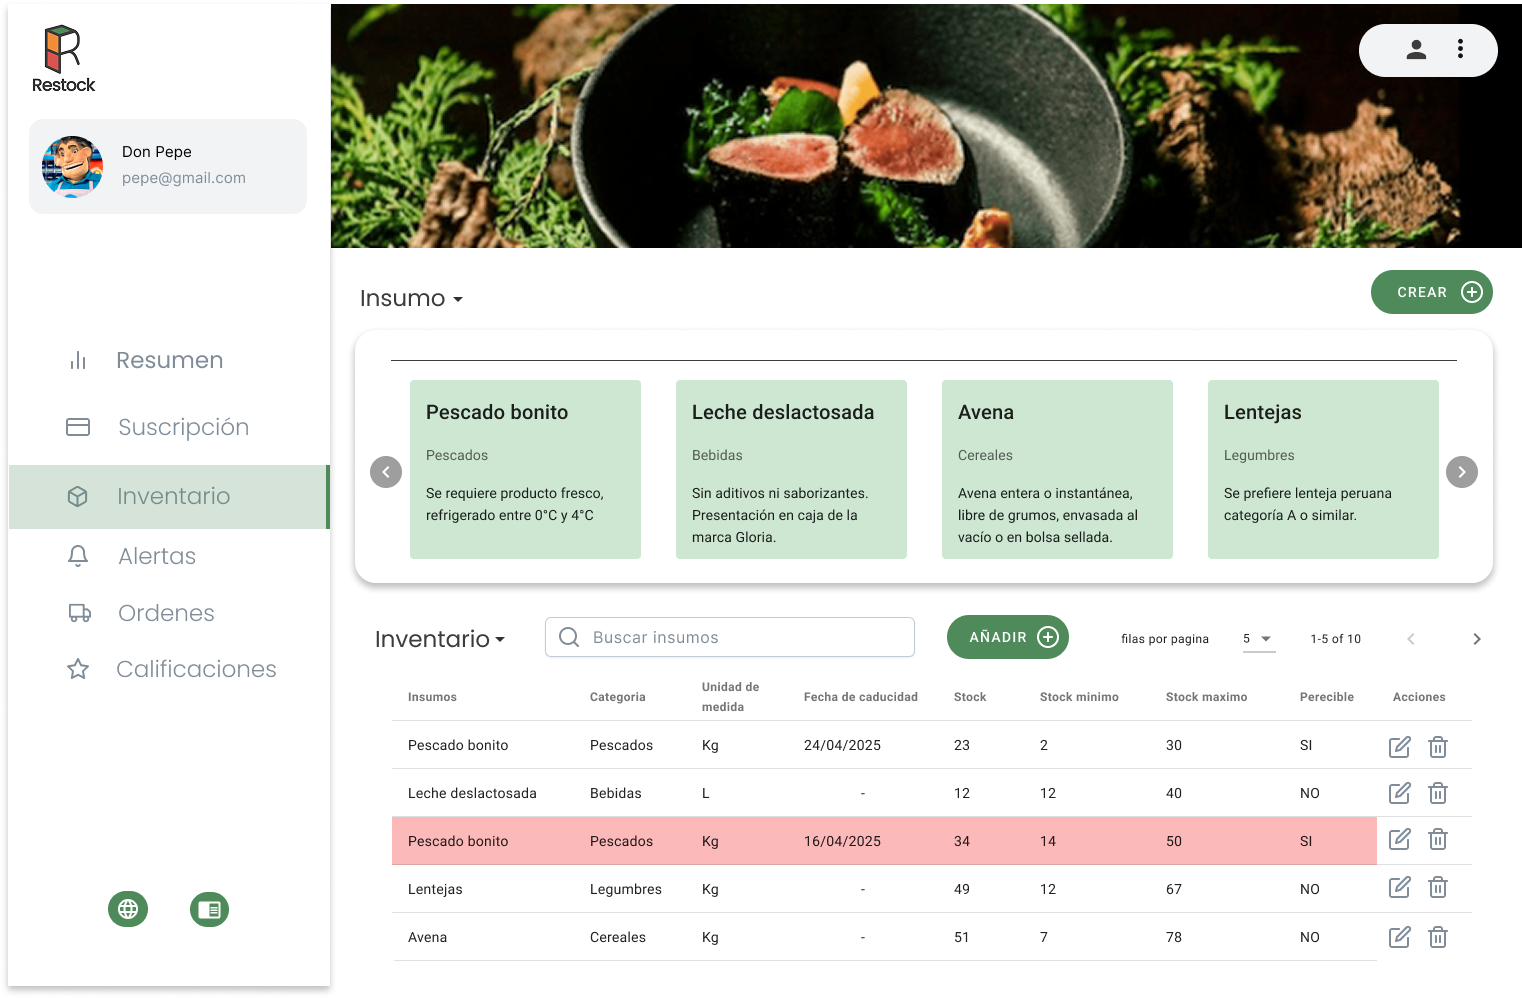 Restock
Don Pepe
pepe@gmail.com
Resumen
Suscripción
Inventario
Alertas
Ordenes
Calificaciones
Insumo
CREAR
Pescado bonito
Pescados
Se requiere producto fresco,
refrigerado entre 0°C y 4°C
Leche deslactosada
Bebidas
Sin aditivos ni saborizantes.
Presentación en caja de la
marca Gloria.
Avena
Cereales
Avena entera o instantánea,
libre de grumos, envasada al
vacío o en bolsa sellada.
Lentejas
Legumbres
Se prefiere lenteja peruana
categoría A o similar.
Inventario
Buscar insumos
AÑADIR
filas por pagina
5
1-5 of 10
Insumos Categoria Unidad de medida Fecha de caducidad Stock Stock minimo Stock maximo Perecible Acciones
Pescado bonito Pescados Kg 24/04/2025 23 2 30 SI
Leche deslactosada Bebidas L - 12 12 40 NO
Pescado bonito Pescados Kg 16/04/2025 34 14 50 SI
Lentejas Legumbres Kg - 49 12 67 NO
Avena Cereales Kg - 51 7 78 NO